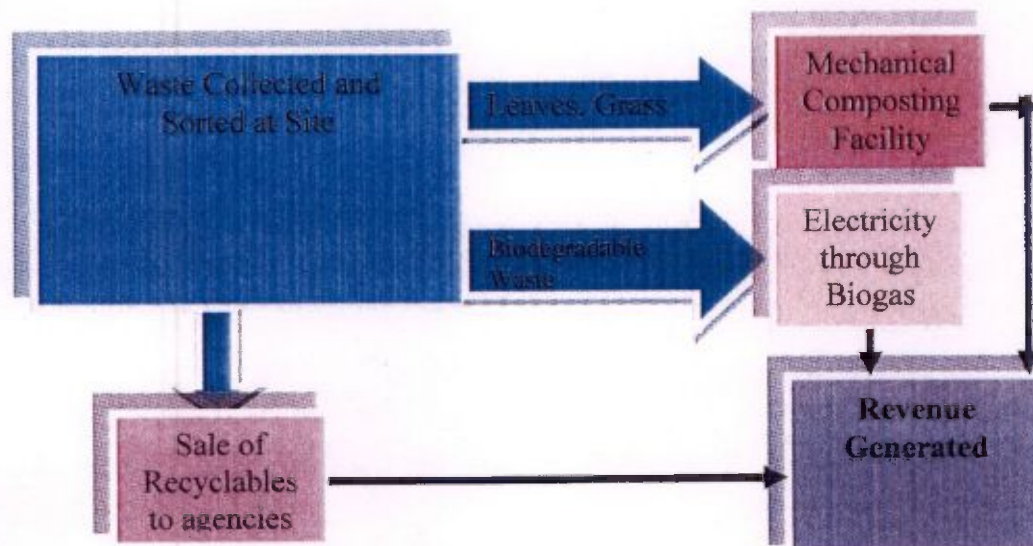 Waste Collected and
Sorted at Site
Leaves, Grass
Mechanical
Composting
Facility
Biodegradable
Waste
Electricity
through
Biogas
Sale of
Recyclables
to agencies
Revenue
Generated